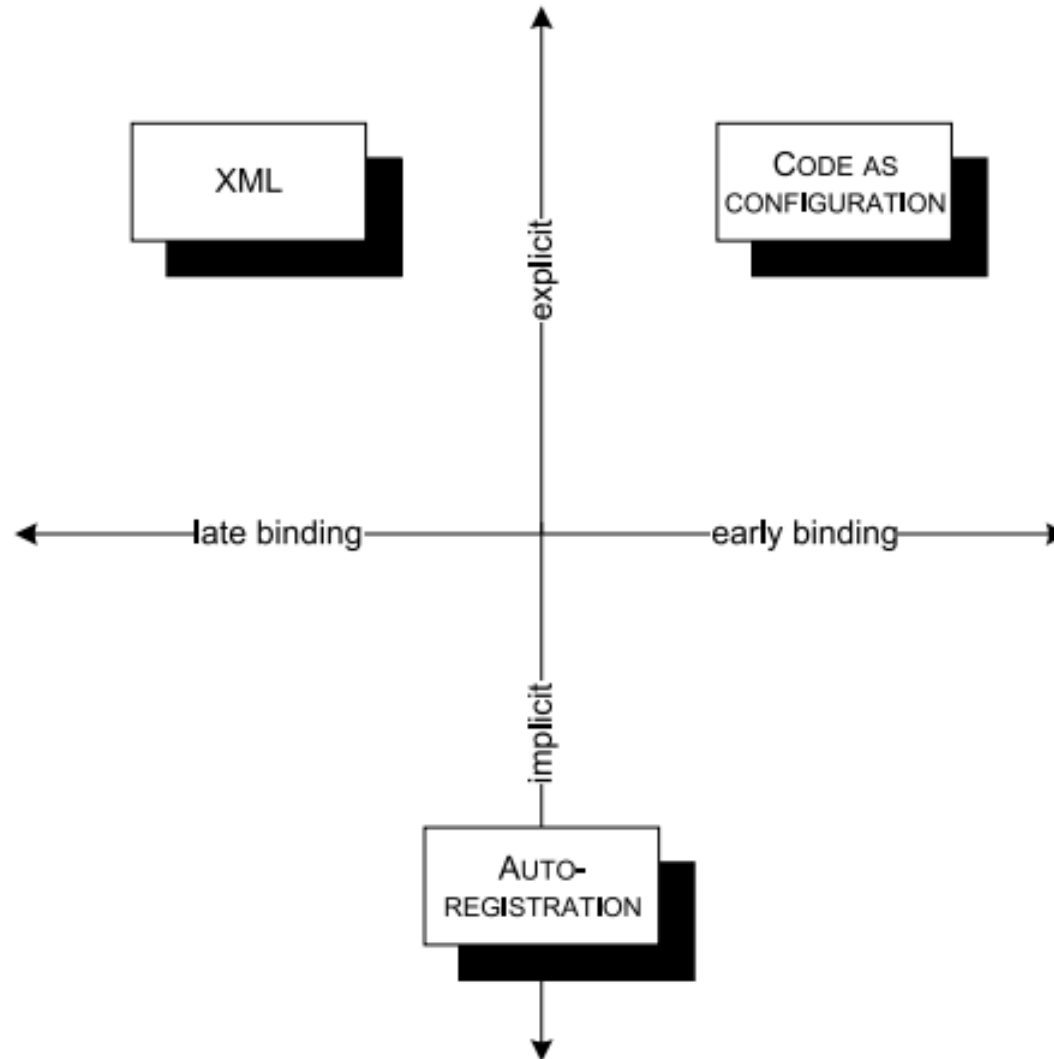 XML
CODE AS
CONFIGURATION
explicit
late binding
early binding
implicit
AUTO-
REGISTRATION